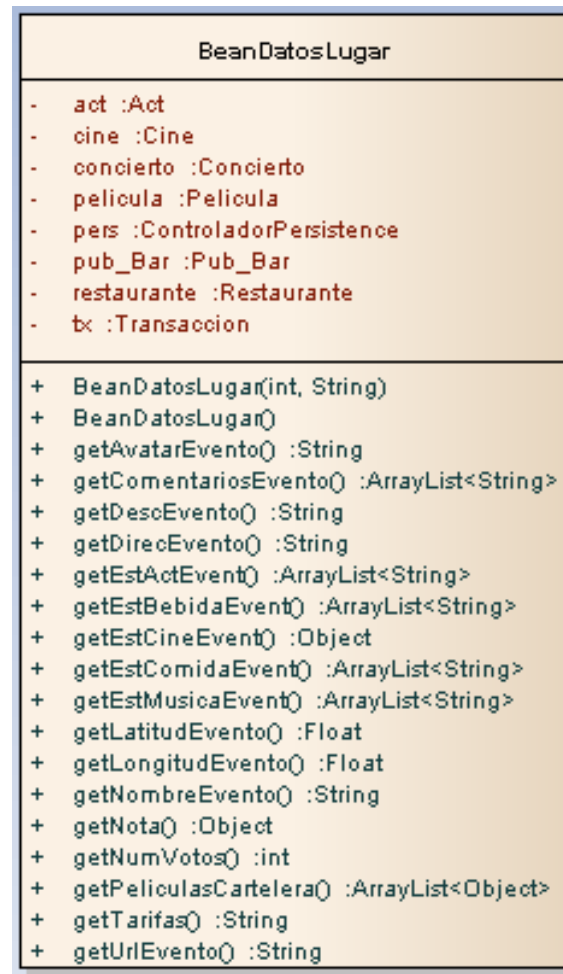 BeanDatosLugar
- act :Act
- cine :Cine
- concierto :Concierto
- pelicula :Pelicula
- pers :ControladorPersistence
- pub_Bar :Pub_Bar
- restaurante :Restaurante
- tx :Transaccion
+ BeanDatosLugar(int, String)
+ BeanDatosLugar()
+ getAvatarEvento() :String
+ getComentariosEvento() :ArrayList<String>
+ getDescEvento() :String
+ getDirecEvento() :String
+ getEstActEvent() :ArrayList<String>
+ getEstBebidaEvent() :ArrayList<String>
+ getEstCineEvent() :Object
+ getEstComidaEvent() :ArrayList<String>
+ getEstMusicaEvent() :ArrayList<String>
+ getLatitudEvento() :Float
+ getLongitudEvento() :Float
+ getNombreEvento() :String
+ getNota() :Object
+ getNumVotos() :int
+ getPeliculasCartelera() :ArrayList<Object>
+ getTarifas() :String
+ getUrlEvento() :String